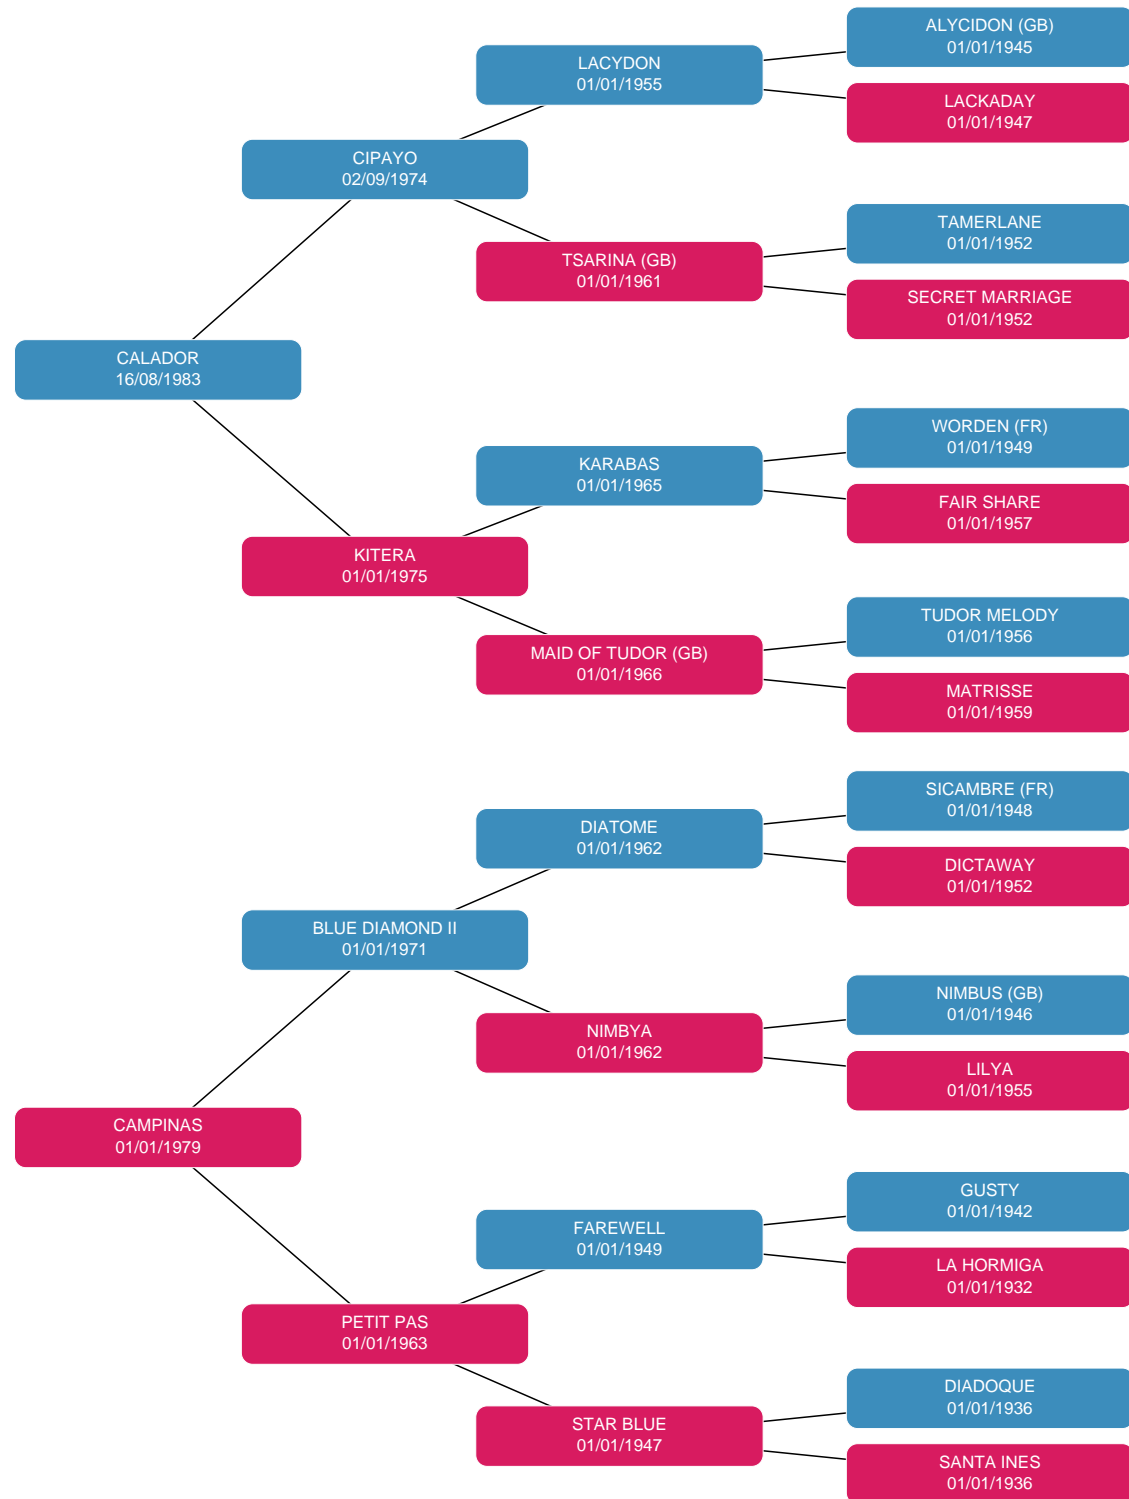 ALYCIDON (GB)
01/01/1945
LACYDON
01/01/1955
LACKADAY
01/01/1947
CIPAYO
02/09/1974
TAMERLANE
01/01/1952
TSARINA (GB)
01/01/1961
SECRET MARRIAGE
01/01/1952
CALADOR
16/08/1983
WORDEN (FR)
01/01/1949
KARABAS
01/01/1965
FAIR SHARE
01/01/1957
KITERA
01/01/1975
TUDOR MELODY
01/01/1956
MAID OF TUDOR (GB)
01/01/1966
MATRISSE
01/01/1959
SICAMBRE (FR)
01/01/1948
DIATOME
01/01/1962
DICTAWAY
01/01/1952
BLUE DIAMOND II
01/01/1971
NIMBUS (GB)
01/01/1946
NIMBYA
01/01/1962
LILYA
01/01/1955
CAMPINAS
01/01/1979
GUSTY
01/01/1942
FAREWELL
01/01/1949
LA HORMIGA
01/01/1932
PETIT PAS
01/01/1963
DIADOQUE
01/01/1936
STAR BLUE
01/01/1947
SANTA INES
01/01/1936